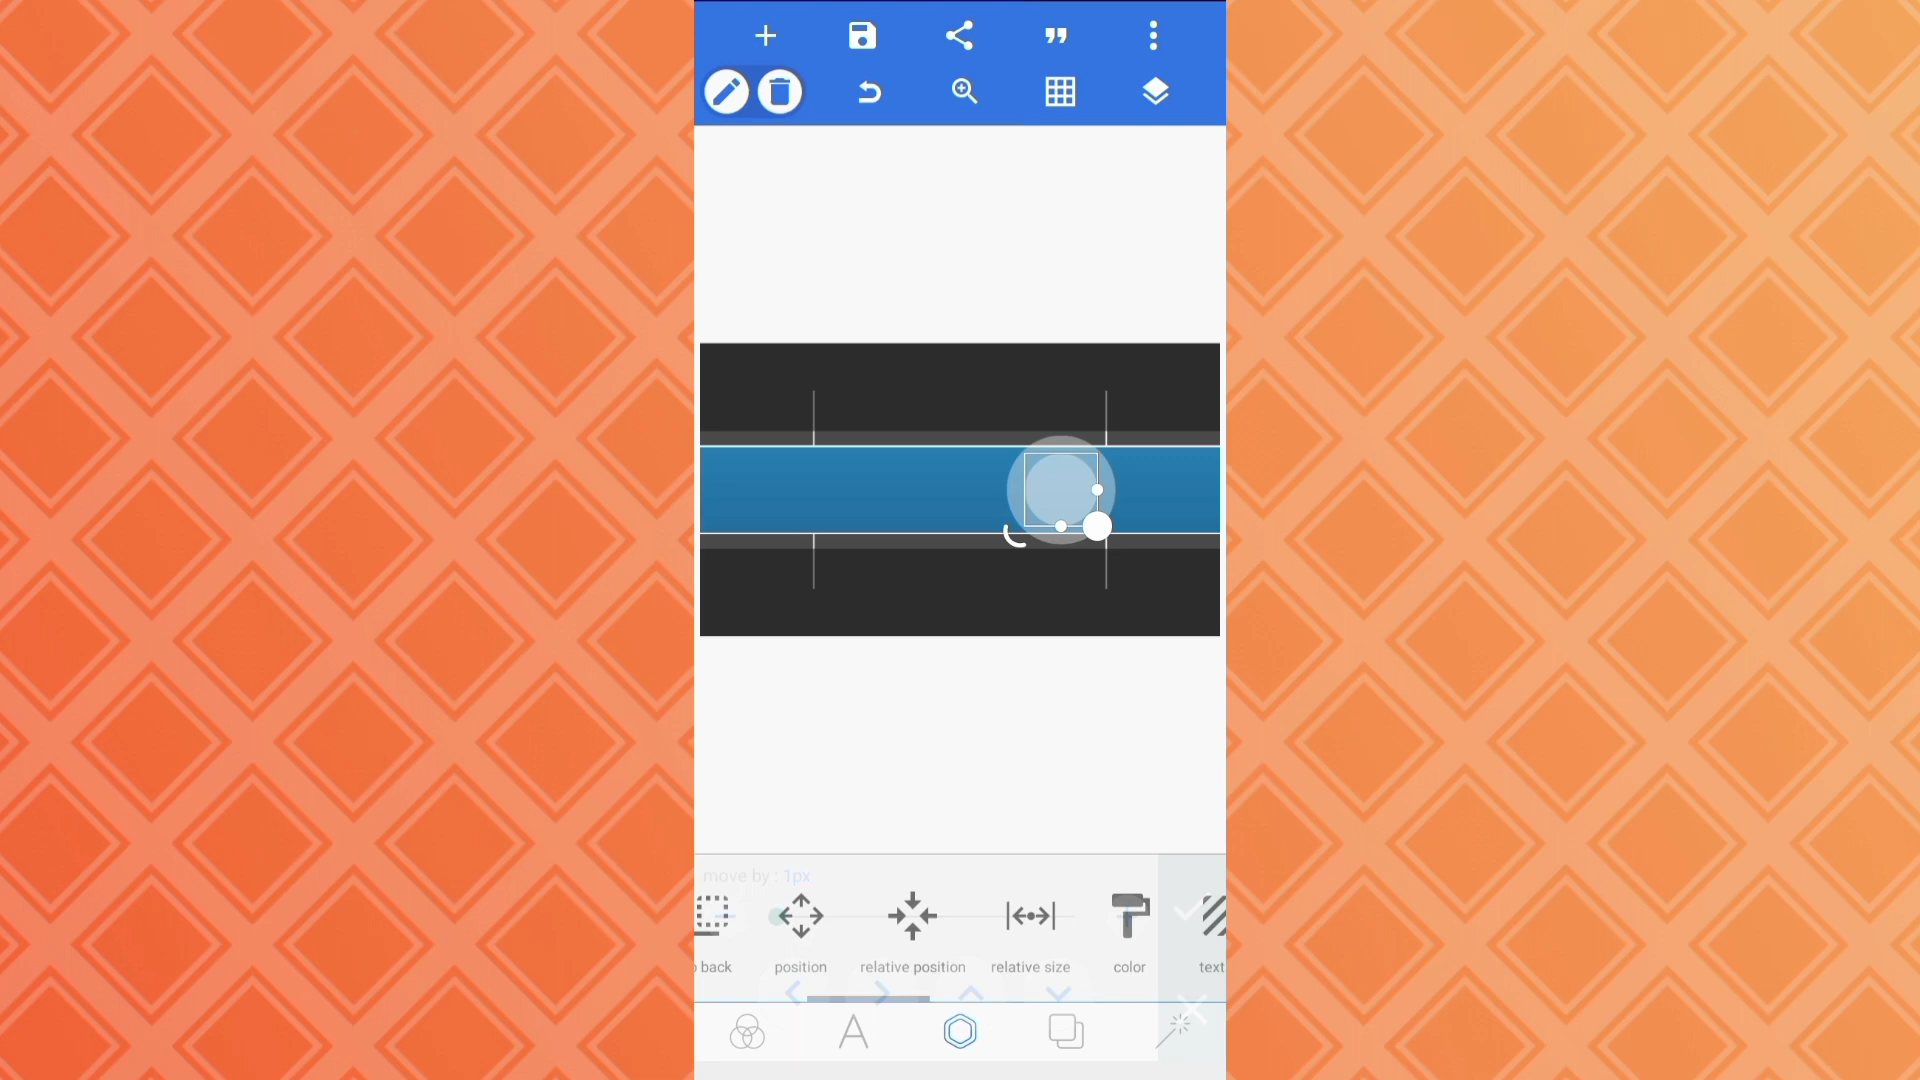 move by : 1px
o back
position
relative position
relative size
color
text